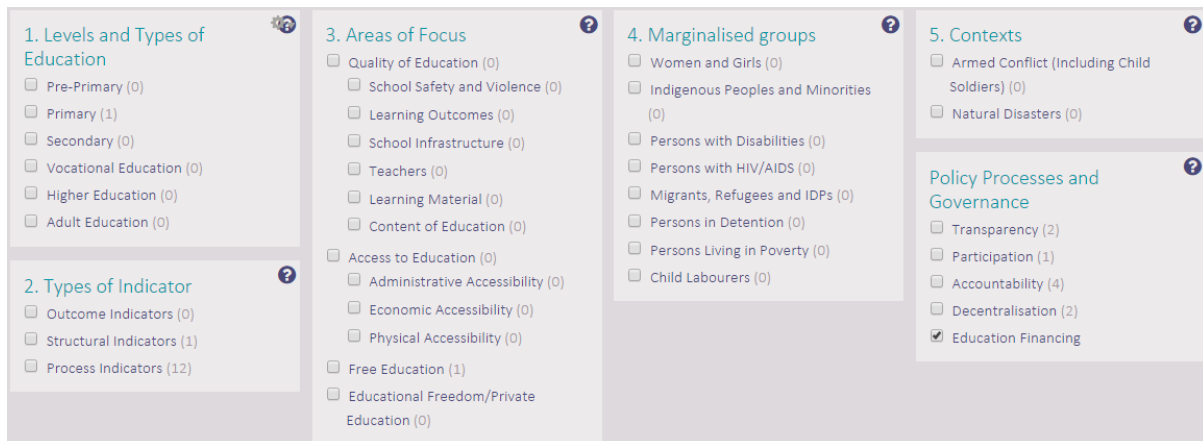 1. Levels and Types of
Education
Pre-Primary (0)
Primary (1)
Secondary (0)
Vocational Education (0)
Higher Education (0)
Adult Education (0)
2. Types of Indicator
Outcome Indicators (0)
Structural Indicators (1)
Process Indicators (12)
3. Areas of Focus
Quality of Education (0)
School Safety and Violence (0)
Learning Outcomes (0)
School Infrastructure (0)
Teachers (0)
Learning Material (0)
Content of Education (0)
Access to Education (0)
Administrative Accessibility (0)
Economic Accessibility (0)
Physical Accessibility (0)
Free Education (1)
Educational Freedom/Private
Education (0)
4. Marginalised groups
Women and Girls (0)
Indigenous Peoples and Minorities
(0)
Persons with Disabilities (0)
Persons with HIV/AIDS (0)
Migrants, Refugees and IDPs (0)
Persons in Detention (0)
Persons Living in Poverty (0)
Child Labourers (0)
5. Contexts
Armed Conflict (Including Child
Soldiers) (0)
Natural Disasters (0)
Policy Processes and
Governance
Transparency (2)
Participation (1)
Accountability (4)
Decentralisation (2)
Education Financing